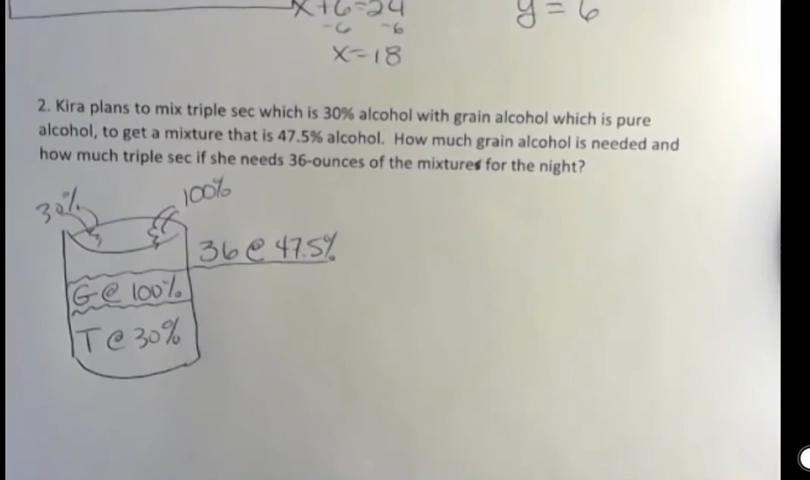 x+6=24
-6 -6
x=18
y=6
2. Kira plans to mix triple sec which is 30% alcohol with grain alcohol which is pure
alcohol, to get a mixture that is 47.5% alcohol. How much grain alcohol is needed and
how much triple sec if she needs 36-ounces of the mixtures for the night?
30%
100%
36 @ 47.5%
G @ 100%
T @ 30%